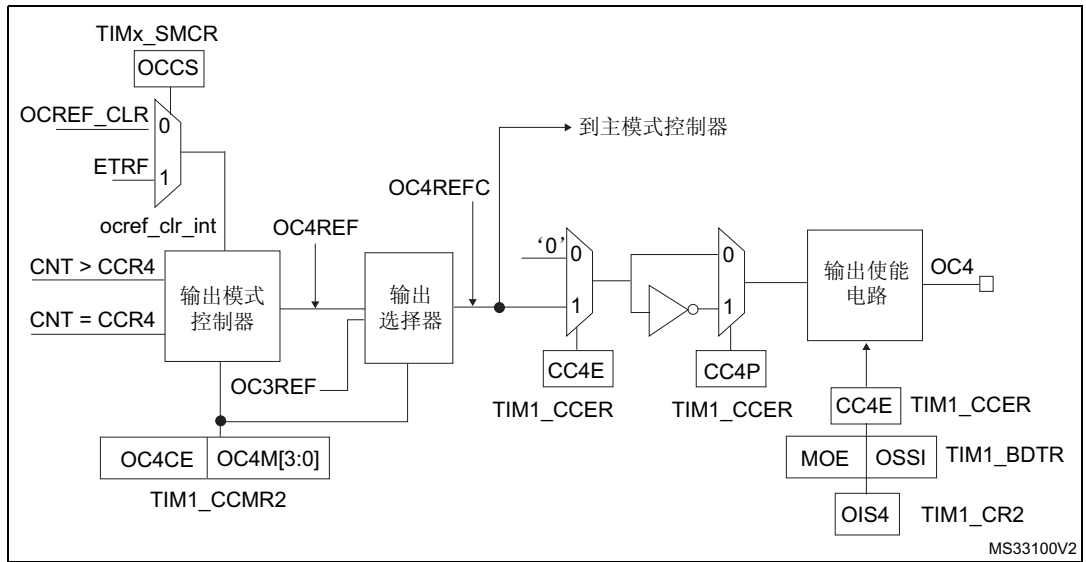 TIMx_SMCR
OCCS
OCREF_CLR
0
ETRF
1
ocref_clr_int
到主模式控制器
OC4REFC
OC4REF
CNT > CCR4
CNT = CCR4
输出模式
控制器
输出
选择器
OC3REF
‘0’
0
1
0
1
输出使能
电路
OC4
CC4E
TIM1_CCER
CC4P
TIM1_CCER
CC4E
TIM1_CCER
MOE
OSSI
TIM1_BDTR
OIS4
TIM1_CR2
OC4CE
OC4M[3:0]
TIM1_CCMR2
MS33100V2